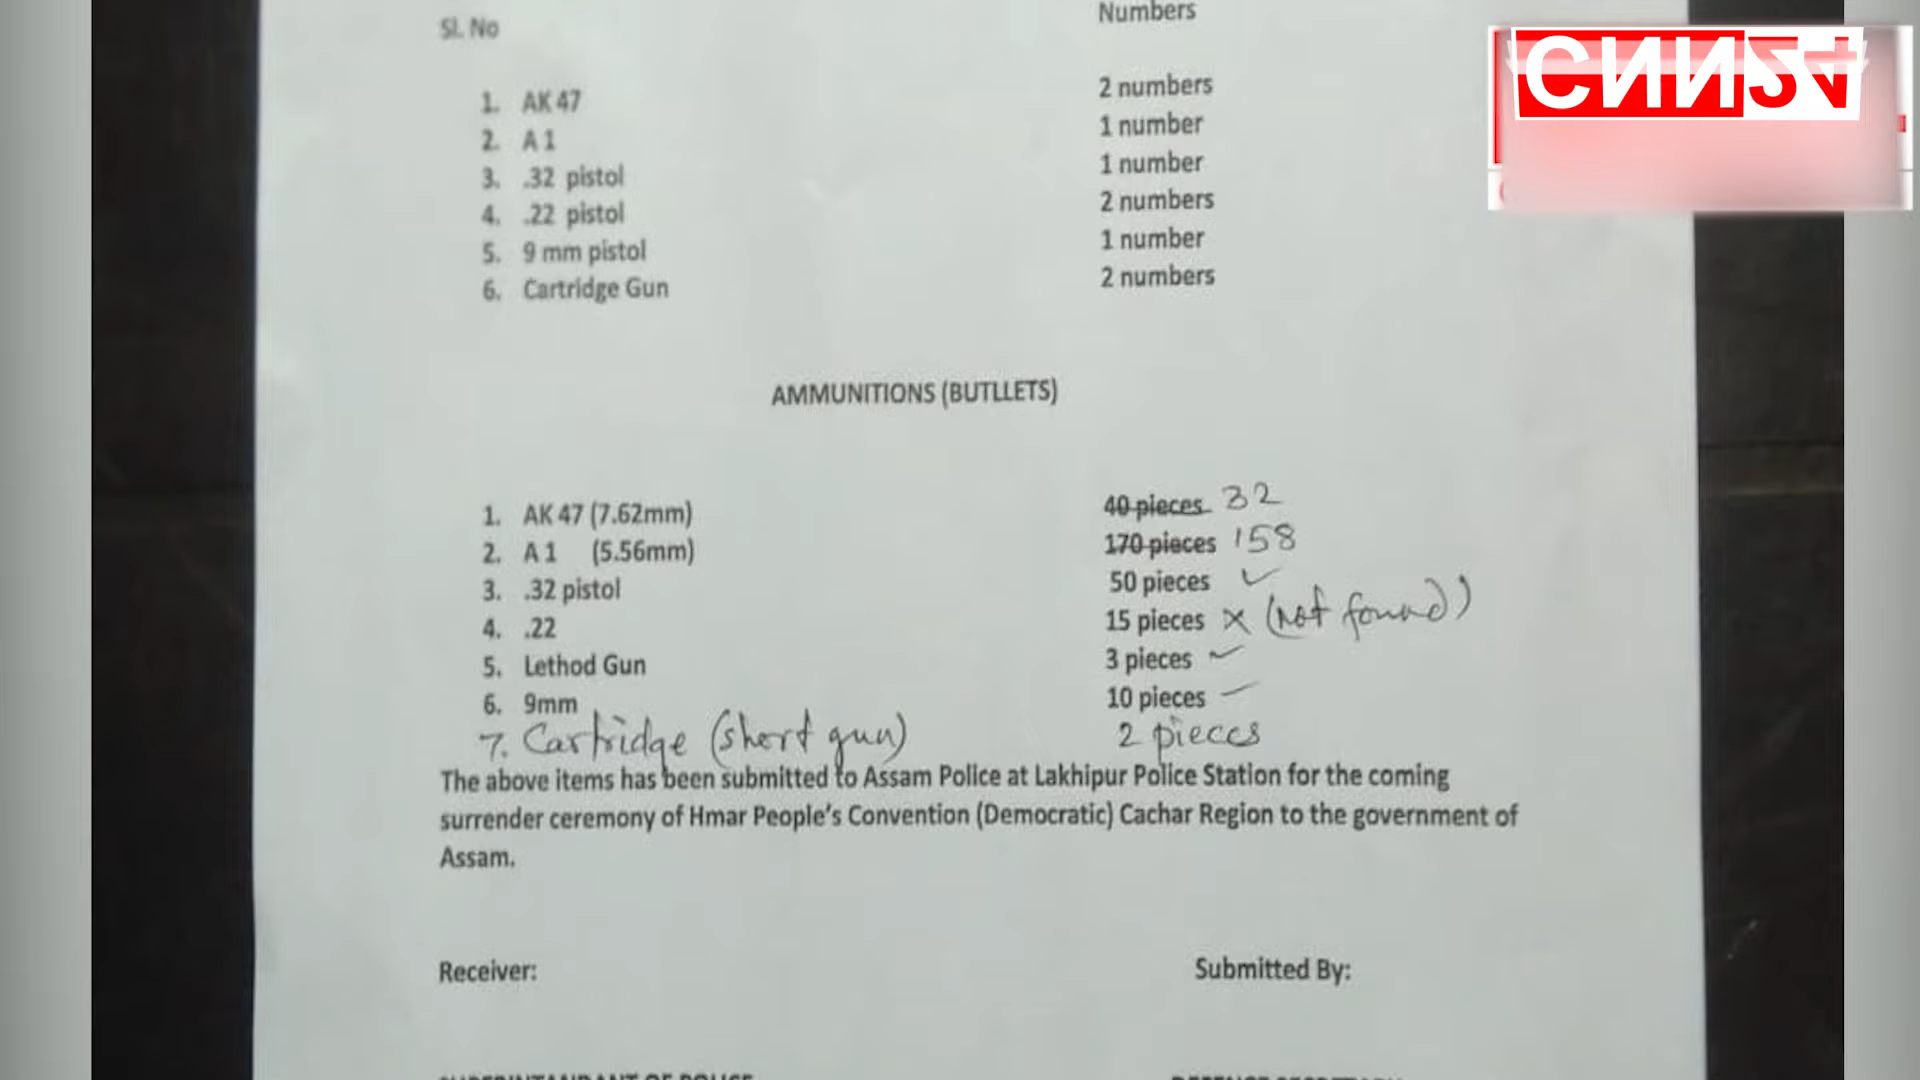 Sl. No Numbers
1. AK 47 2 numbers
2. A 1 1 number
3. .32 pistol 1 number
4. .22 pistol 2 numbers
5. 9 mm pistol 1 number
6. Cartridge Gun 2 numbers
AMMUNITIONS (BUTLLETS)
1. AK 47 (7.62mm) 40 pieces 32
2. A 1 (5.56mm) 170 pieces 158
3. .32 pistol 50 pieces ✓
4. .22 15 pieces x (not found)
5. Lethod Gun 3 pieces ✓
6. 9mm 10 pieces ✓
7. Cartridge (short gun) 2 pieces
The above items has been submitted to Assam Police at Lakhipur Police Station for the coming
surrender ceremony of Hmar People's Convention (Democratic) Cachar Region to the government of
Assam.
Receiver: Submitted By:
SUPERINTANDANT OF POLICE DEFENCE SECRETARY